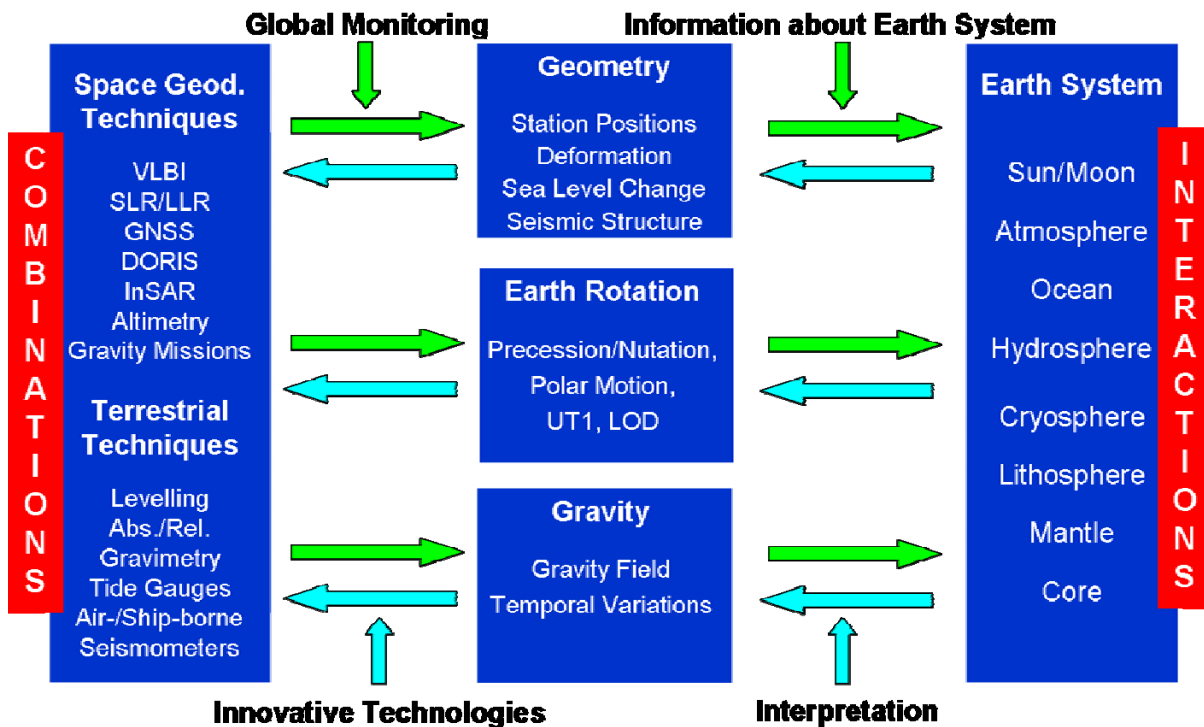 Global Monitoring
Information about Earth System
COMBINATIONS
Space Geod.
Techniques
VLBI
SLR/LLR
GNSS
DORIS
InSAR
Altimetry
Gravity Missions
Terrestrial
Techniques
Levelling
Abs./Rel.
Gravimetry
Tide Gauges
Air-/Ship-borne
Seismometers
Geometry
Station Positions
Deformation
Sea Level Change
Seismic Structure
Earth Rotation
Precession/Nutation,
Polar Motion,
UT1, LOD
Gravity
Gravity Field
Temporal Variations
Earth System
Sun/Moon
Atmosphere
Ocean
Hydrosphere
Cryosphere
Lithosphere
Mantle
Core
INTERACTIONS
Innovative Technologies
Interpretation